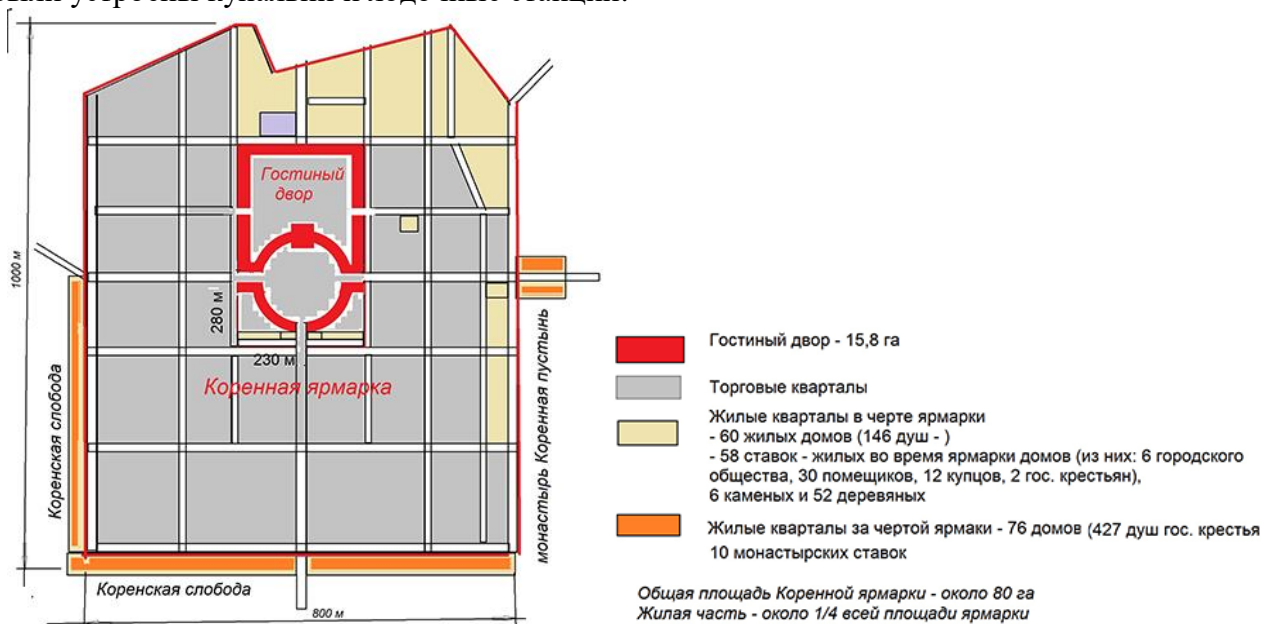 устроены купальни и лодочные станции.
Гостиный
двор
1000 м
280 м
230 м
Коренная ярмарка
Коренская слобода
монастырь Коренная пустынь
Коренская слобода
800 м
Гостиный двор - 15,8 га
Торговые кварталы
Жилые кварталы в черте ярмарки
- 60 жилых домов (146 душ - )
- 58 ставок - жилых во время ярмарки домов (из них: 6 городского
общества, 30 помещиков, 12 купцов, 2 гос. крестьян),
6 каменых и 52 деревяных
Жилые кварталы за чертой ярмаки - 76 домов (427 душ гос. крестья
10 монастырских ставок
Общая площадь Коренной ярмарки - около 80 га
Жилая часть - около 1/4 всей площади ярмарки